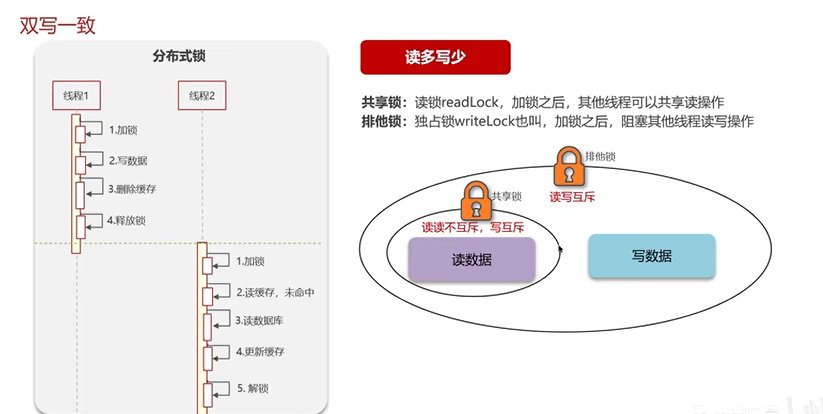 双写一致
分布式锁
线程1
线程2
1.加锁
2.写数据
3.删除缓存
4.释放锁
1.加锁
2.读缓存，未命中
3.读数据库
4.更新缓存
5. 解锁
读多写少
共享锁：读锁readLock，加锁之后，其他线程可以共享读操作
排他锁：独占锁writeLock也叫，加锁之后，阻塞其他线程读写操作
排他锁
读写互斥
共享锁
读读不互斥，写互斥
读数据
写数据